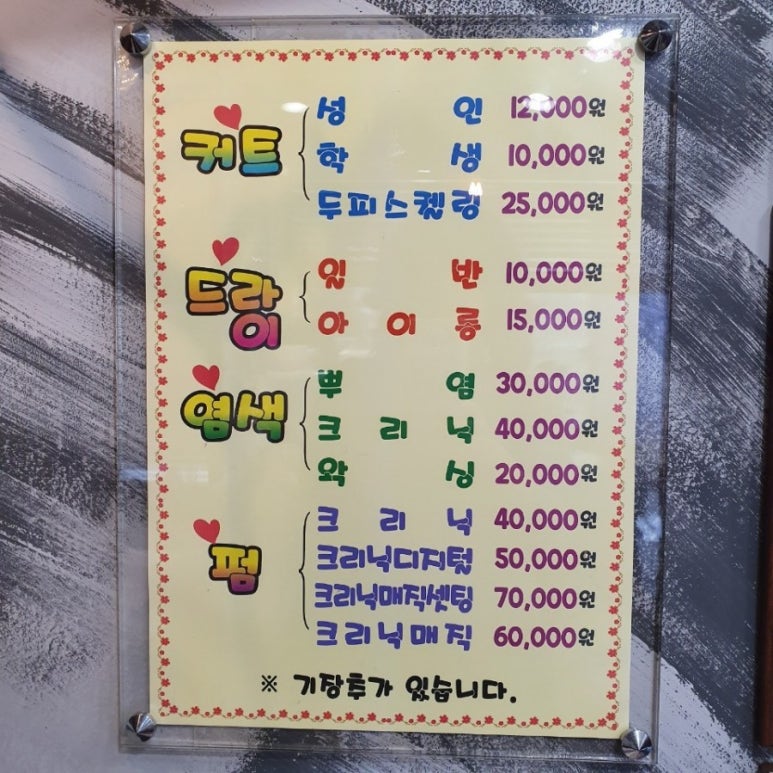 커트
성 인 12,000원
학 생 10,000원
두피스켈링 25,000원
드라이
일 반 10,000원
아 이 롱 15,000원
염색
뿌 염 30,000원
크 리 닉 40,000원
왁 싱 20,000원
펌
크 리 닉 40,000원
크리닉디지털 50,000원
크리닉매직셋팅 70,000원
크리닉매직 60,000원
※ 기장추가 있습니다.